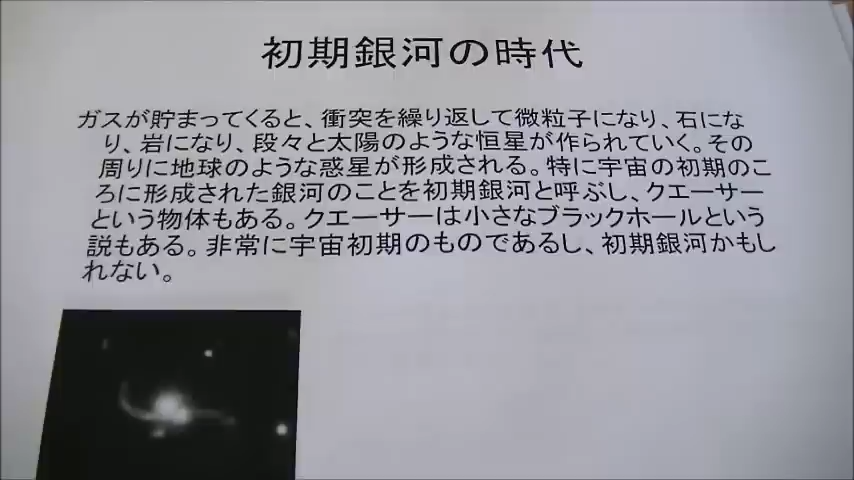 初期銀河の時代
ガスが貯まってくると、衝突を繰り返して微粒子になり、石にな
り、岩になり、段々と太陽のような恒星が作られていく。その
周りに地球のような惑星が形成される。特に宇宙の初期のこ
ろに形成された銀河のことを初期銀河と呼ぶし、クエーサー
という物体もある。クエーサーは小さなブラックホールという
説もある。非常に宇宙初期のものであるし、初期銀河かもし
れない。